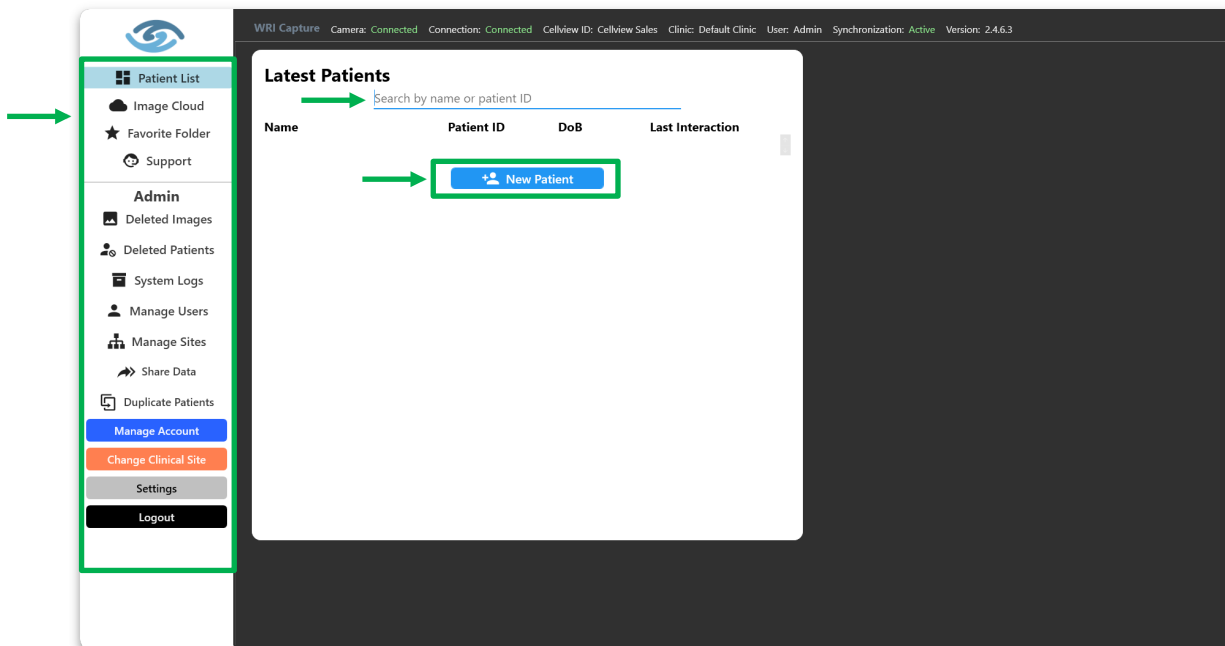 WRI Capture Camera: Connected Connection: Connected Cellview ID: Cellview Sales Clinic: Default Clinic User: Admin Synchronization: Active Version: 2.4.6.3
Patient List
Image Cloud
Favorite Folder
Support
Admin
Deleted Images
Deleted Patients
System Logs
Manage Users
Manage Sites
Share Data
Duplicate Patients
Manage Account
Change Clinical Site
Settings
Logout
Latest Patients
Search by name or patient ID
Name Patient ID DoB Last Interaction
New Patient